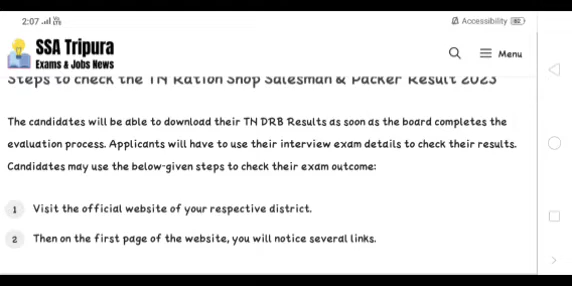 2:07
Accessibility
SSA Tripura
Exams & Jobs News
Menu
Steps to check the TN Ration Shop Salesman & Packer Result 2023
The candidates will be able to download their TN DRB Results as soon as the board completes the
evaluation process. Applicants will have to use their interview exam details to check their results.
Candidates may use the below-given steps to check their exam outcome:
1 Visit the official website of your respective district.
2 Then on the first page of the website, you will notice several links.